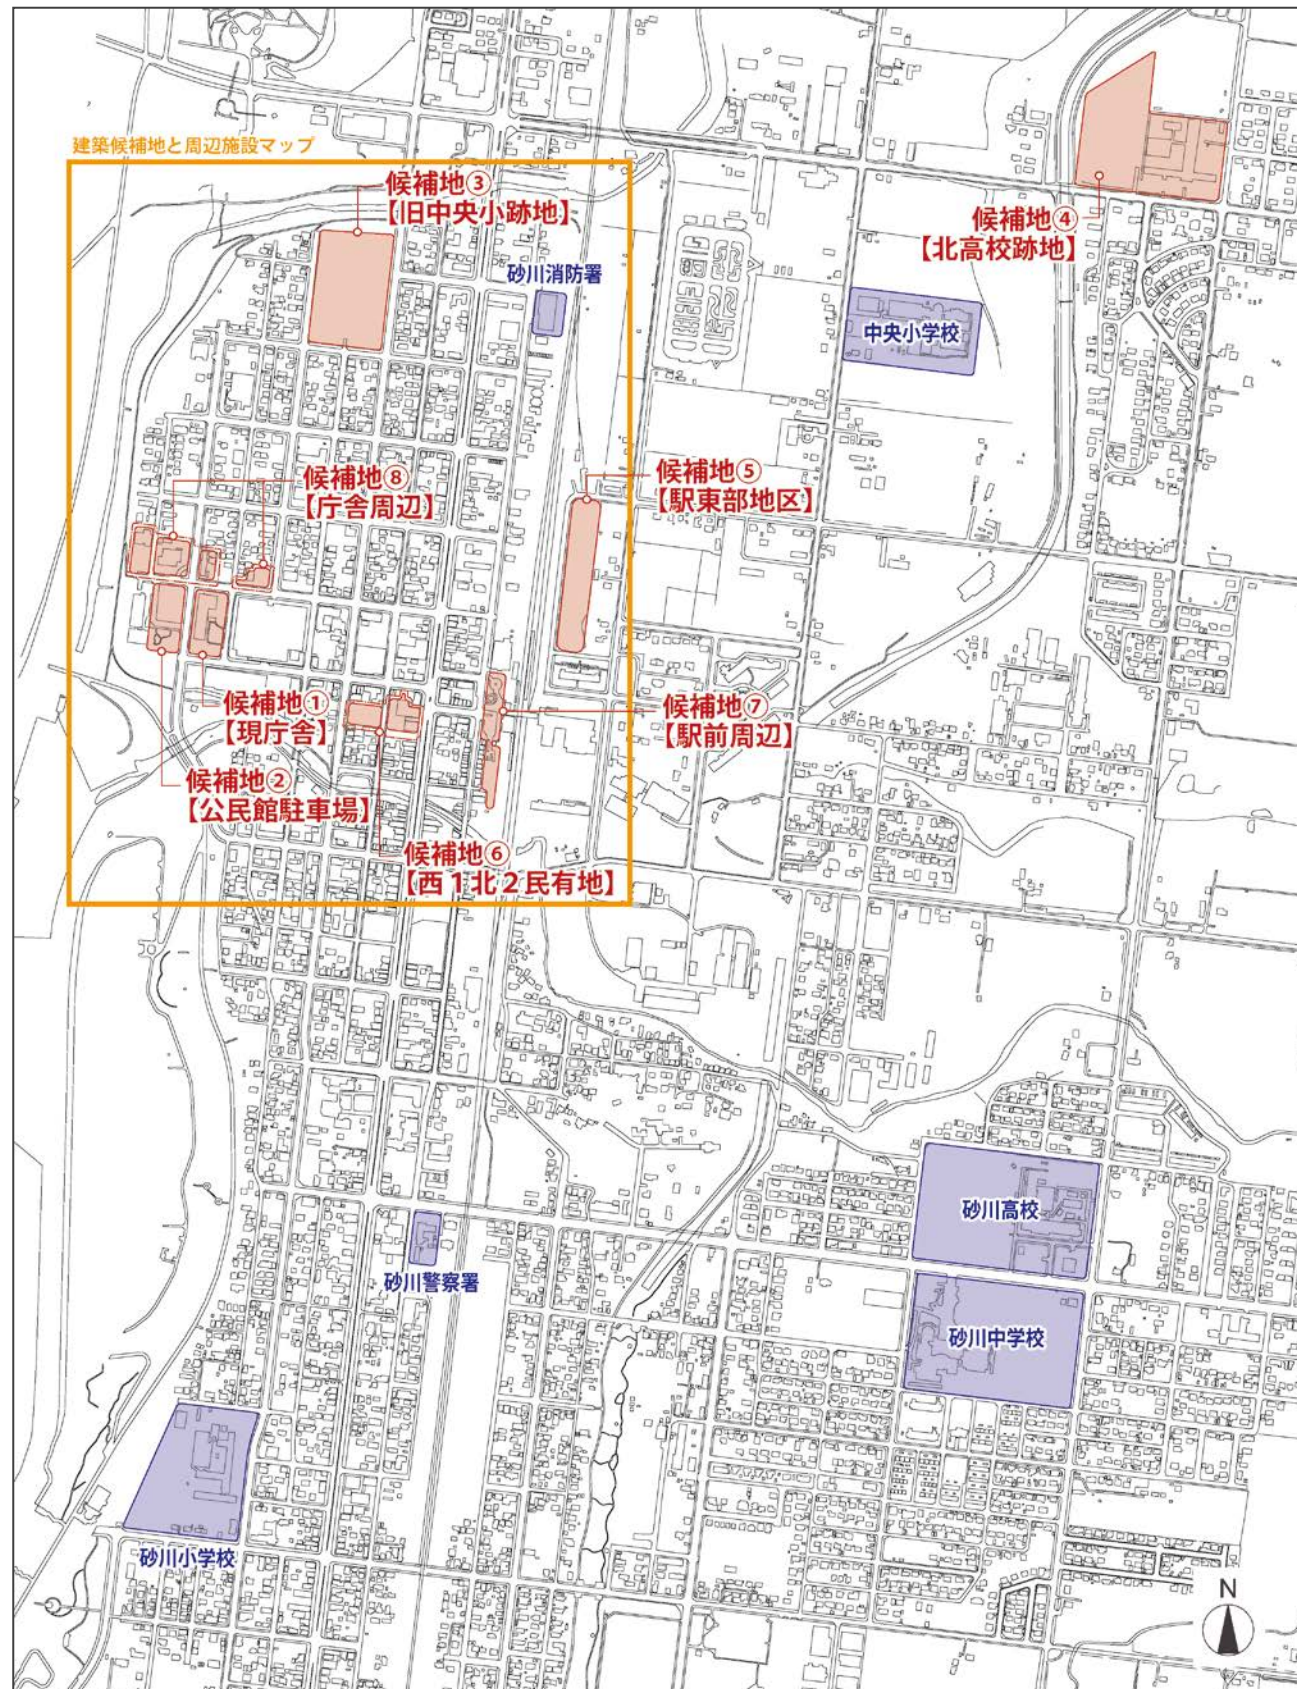 建築候補地と周辺施設マップ
候補地③
【旧中央小跡地】
候補地④
【北高校跡地】
砂川消防署
中央小学校
候補地⑧
【庁舎周辺】
候補地⑤
【駅東部地区】
候補地①
【現庁舎】
候補地⑦
【駅前周辺】
候補地②
【公民館駐車場】
候補地⑥
【西1北2民有地】
砂川高校
砂川警察署
砂川中学校
砂川小学校
N